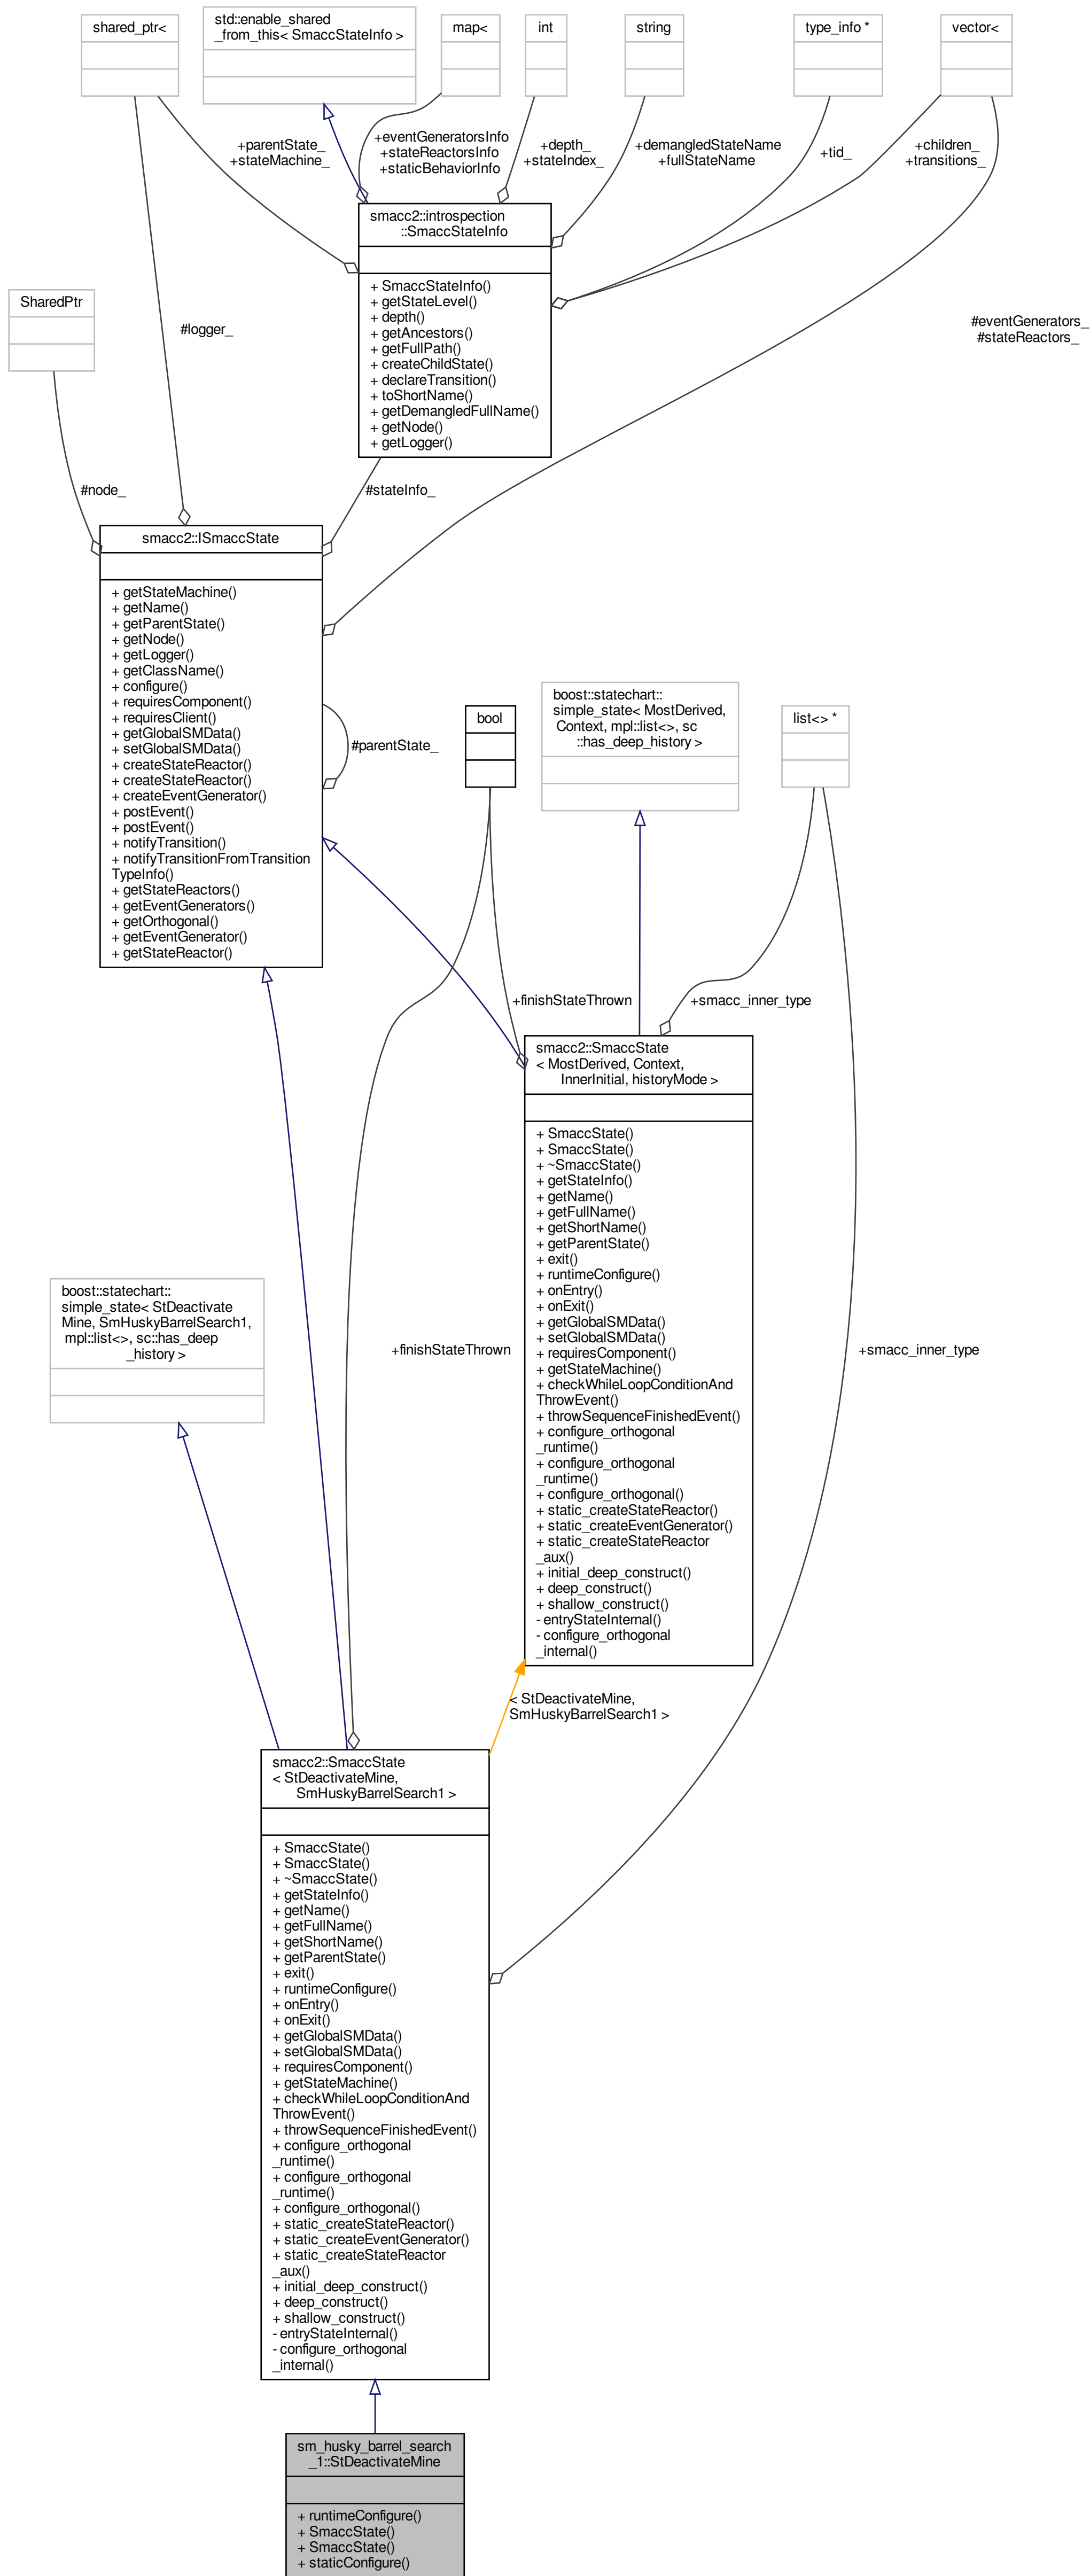 shared_ptr<
std::enable_shared
_from_this< SmaccStateInfo >
map<
int
string
type_info *
vector<
+parentState_
+stateMachine_
+eventGeneratorsInfo
+stateReactorsInfo
+staticBehaviorInfo
+depth_
+stateIndex_
+demangledStateName
+fullStateName
+tid_
+children_
+transitions_
smacc2::introspection
::SmaccStateInfo
+ SmaccStateInfo()
+ getStateLevel()
+ depth()
+ getAncestors()
+ getFullPath()
+ createChildState()
+ declareTransition()
+ toShortName()
+ getDemangledFullName()
+ getNode()
+ getLogger()
SharedPtr
#logger_
#eventGenerators_
#stateReactors_
#node_
#stateInfo_
smacc2::ISmaccState
+ getStateMachine()
+ getName()
+ getParentState()
+ getNode()
+ getLogger()
+ getClassName()
+ configure()
+ requiresComponent()
+ requiresClient()
+ getGlobalSMData()
+ setGlobalSMData()
+ createStateReactor()
+ createStateReactor()
+ createEventGenerator()
+ postEvent()
+ postEvent()
+ notifyTransition()
+ notifyTransitionFromTransition
TypeInfo()
+ getStateReactors()
+ getEventGenerators()
+ getOrthogonal()
+ getEventGenerator()
+ getStateReactor()
#parentState_
bool
boost::statechart::
simple_state< MostDerived,
Context, mpl::list<>, sc
::has_deep_history >
list<> *
+finishStateThrown
+smacc_inner_type
smacc2::SmaccState
< MostDerived, Context,
InnerInitial, historyMode >
+ SmaccState()
+ SmaccState()
+ ~SmaccState()
+ getStateInfo()
+ getName()
+ getFullName()
+ getShortName()
+ getParentState()
+ exit()
+ runtimeConfigure()
+ onEntry()
+ onExit()
+ getGlobalSMData()
+ setGlobalSMData()
+ requiresComponent()
+ getStateMachine()
+ checkWhileLoopConditionAnd
ThrowEvent()
+ throwSequenceFinishedEvent()
+ configure_orthogonal
_runtime()
+ configure_orthogonal
_runtime()
+ configure_orthogonal()
+ static_createStateReactor()
+ static_createEventGenerator()
+ static_createStateReactor
_aux()
+ initial_deep_construct()
+ deep_construct()
+ shallow_construct()
- entryStateInternal()
- configure_orthogonal
_internal()
boost::statechart::
simple_state< StDeactivate
Mine, SmHuskyBarrelSearch1,
mpl::list<>, sc::has_deep
_history >
+finishStateThrown
+smacc_inner_type
< StDeactivateMine,
SmHuskyBarrelSearch1 >
smacc2::SmaccState
< StDeactivateMine,
SmHuskyBarrelSearch1 >
+ SmaccState()
+ SmaccState()
+ ~SmaccState()
+ getStateInfo()
+ getName()
+ getFullName()
+ getShortName()
+ getParentState()
+ exit()
+ runtimeConfigure()
+ onEntry()
+ onExit()
+ getGlobalSMData()
+ setGlobalSMData()
+ requiresComponent()
+ getStateMachine()
+ checkWhileLoopConditionAnd
ThrowEvent()
+ throwSequenceFinishedEvent()
+ configure_orthogonal
_runtime()
+ configure_orthogonal
_runtime()
+ configure_orthogonal()
+ static_createStateReactor()
+ static_createEventGenerator()
+ static_createStateReactor
_aux()
+ initial_deep_construct()
+ deep_construct()
+ shallow_construct()
- entryStateInternal()
- configure_orthogonal
_internal()
sm_husky_barrel_search
_1::StDeactivateMine
+ runtimeConfigure()
+ SmaccState()
+ SmaccState()
+ staticConfigure()